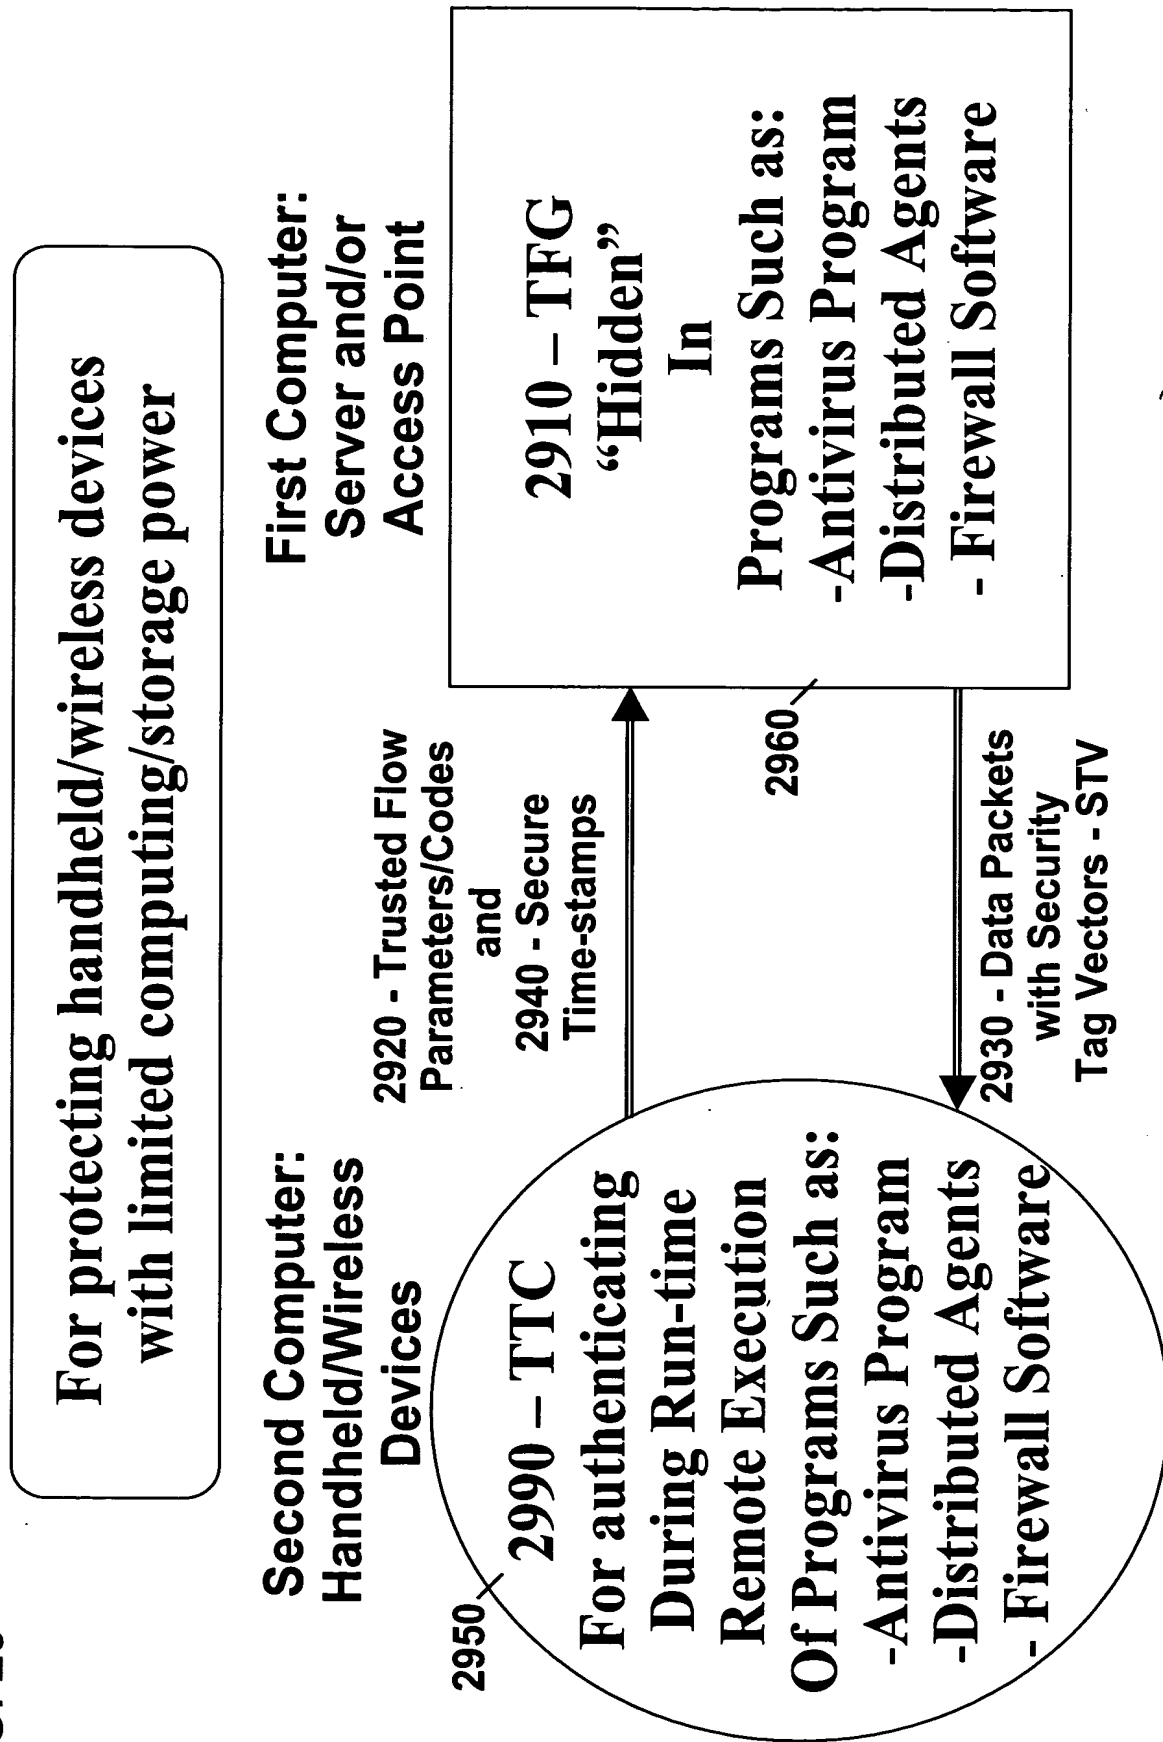 For protecting handheld/wireless devices
with limited computing/storage power
Second Computer:
Handheld/Wireless
Devices
2950
2990 – TTC
For authenticating
During Run-time
Remote Execution
Of Programs Such as:
-Antivirus Program
-Distributed Agents
- Firewall Software
2920 - Trusted Flow
Parameters/Codes
and
2940 - Secure
Time-stamps
2930 - Data Packets
with Security
Tag Vectors - STV
First Computer:
Server and/or
Access Point
2960
2910 – TFG
“Hidden”
In
Programs Such as:
-Antivirus Program
-Distributed Agents
- Firewall Software